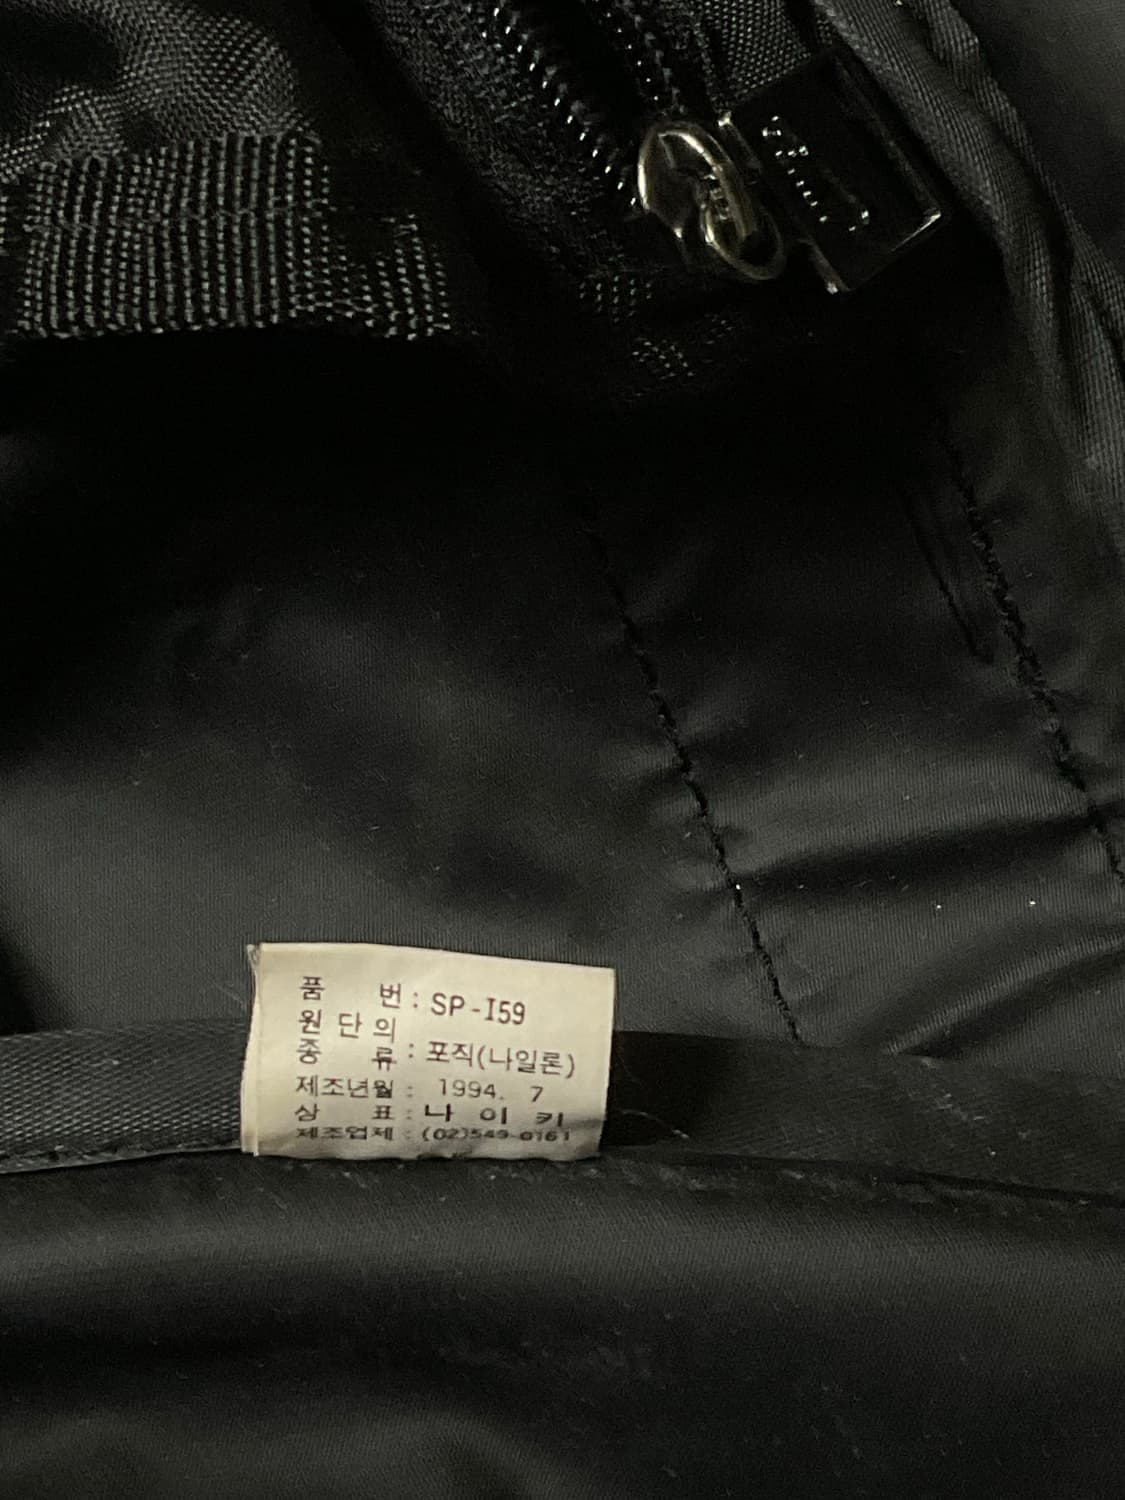 품 번 : SP-I59
원 단 의
종 류 : 포직(나일론)
제조년월 : 1994. 7
상 표 : 나 이 키
제조업체 : (02)549-0161